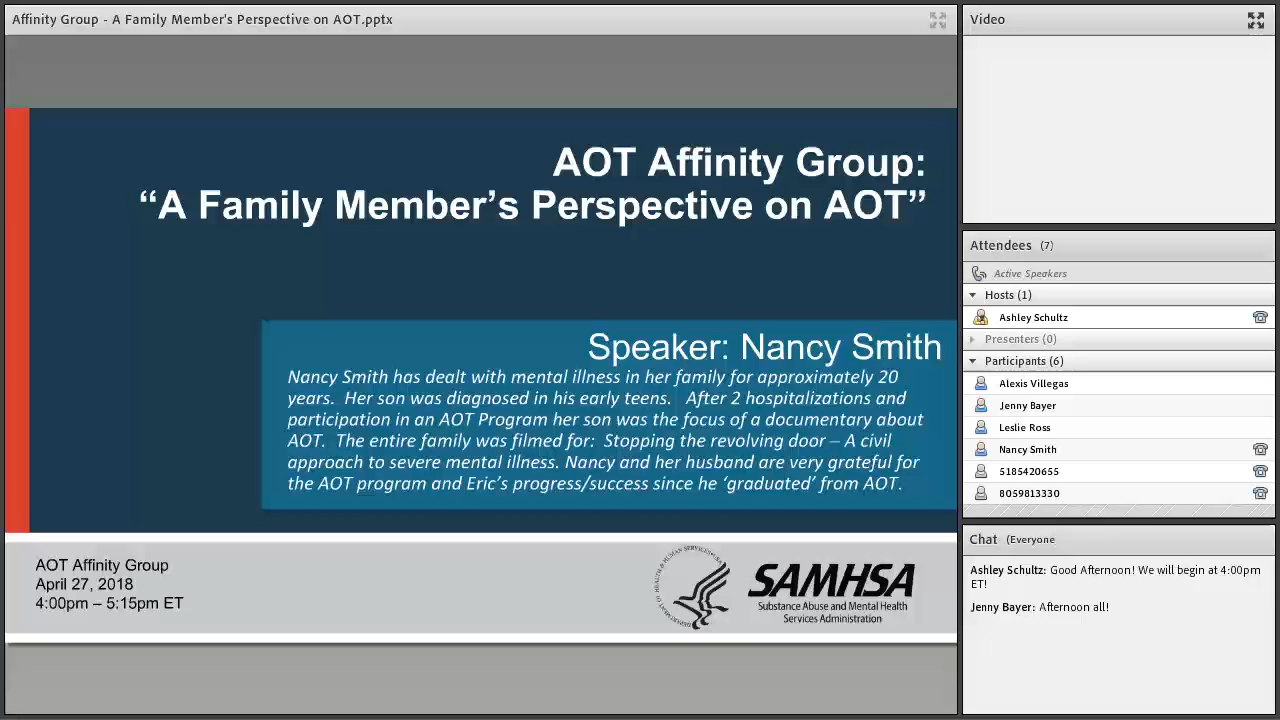 Affinity Group - A Family Member's Perspective on AOT.pptx
AOT Affinity Group:
“A Family Member’s Perspective on AOT”
Speaker: Nancy Smith
Nancy Smith has dealt with mental illness in her family for approximately 20
years.  Her son was diagnosed in his early teens.   After 2 hospitalizations and
participation in an AOT Program her son was the focus of a documentary about
AOT.  The entire family was filmed for:  Stopping the revolving door – A civil
approach to severe mental illness. Nancy and her husband are very grateful for
the AOT program and Eric’s progress/success since he ‘graduated’ from AOT.
AOT Affinity Group
April 27, 2018
4:00pm – 5:15pm ET
SAMHSA
Substance Abuse and Mental Health
Services Administration
Video
Attendees (7)
Active Speakers
Hosts (1)
Ashley Schultz
Presenters (0)
Participants (6)
Alexis Villegas
Jenny Bayer
Leslie Ross
Nancy Smith
5185420655
8059813330
Chat (Everyone
Ashley Schultz: Good Afternoon! We will begin at 4:00pm
ET!
Jenny Bayer: Afternoon all!